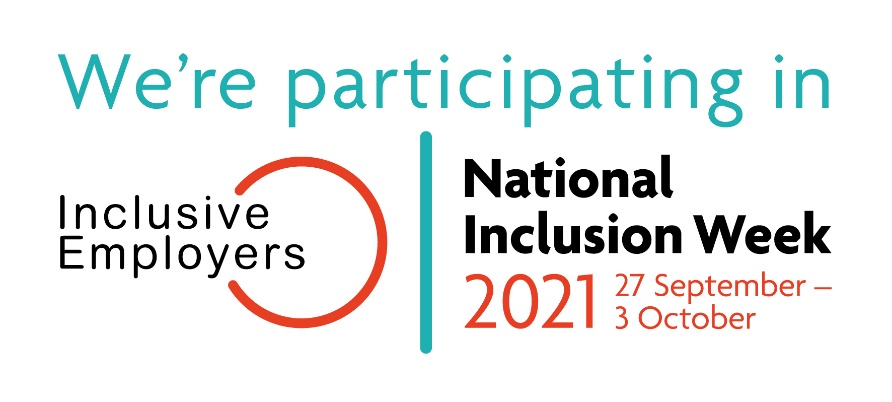 We're participating in
Inclusive
Employers
National
Inclusion Week
2021
27 September –
3 October